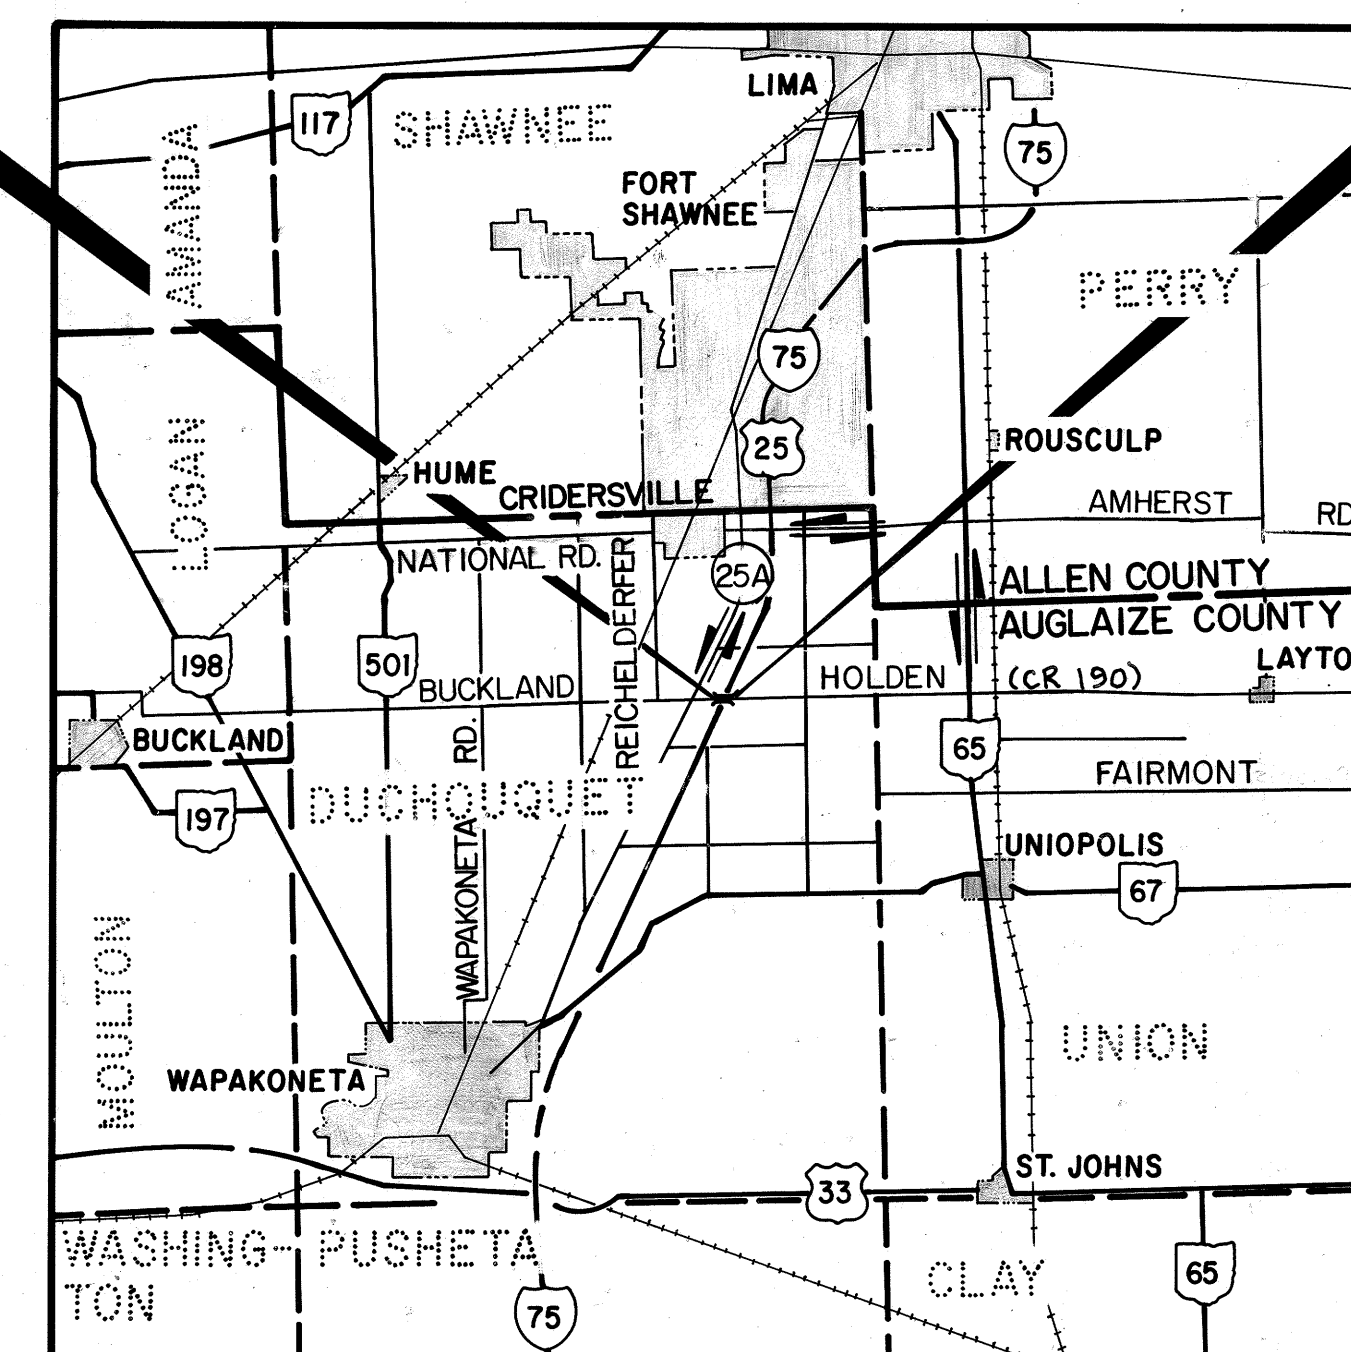 LIMA
117
SHAWNEE
75
AMANDA
FORT
SHAWNEE
PERRY
75
25
LOGAN
ROUSCULP
HUME
CRIDERSVILLE
AMHERST
RD
NATIONAL RD.
REICHELDERFER
25A
ALLEN COUNTY
AUGLAIZE COUNTY
198
501
BUCKLAND
HOLDEN
(CR 190)
LAYTO
BUCKLAND
WAPAKONETA RD.
65
197
DUCHOUQUET
FAIRMONT
UNIOPOLIS
67
MOULTON
UNION
WAPAKONETA
ST. JOHNS
33
WASHING-
TON
PUSHETA
CLAY
65
75